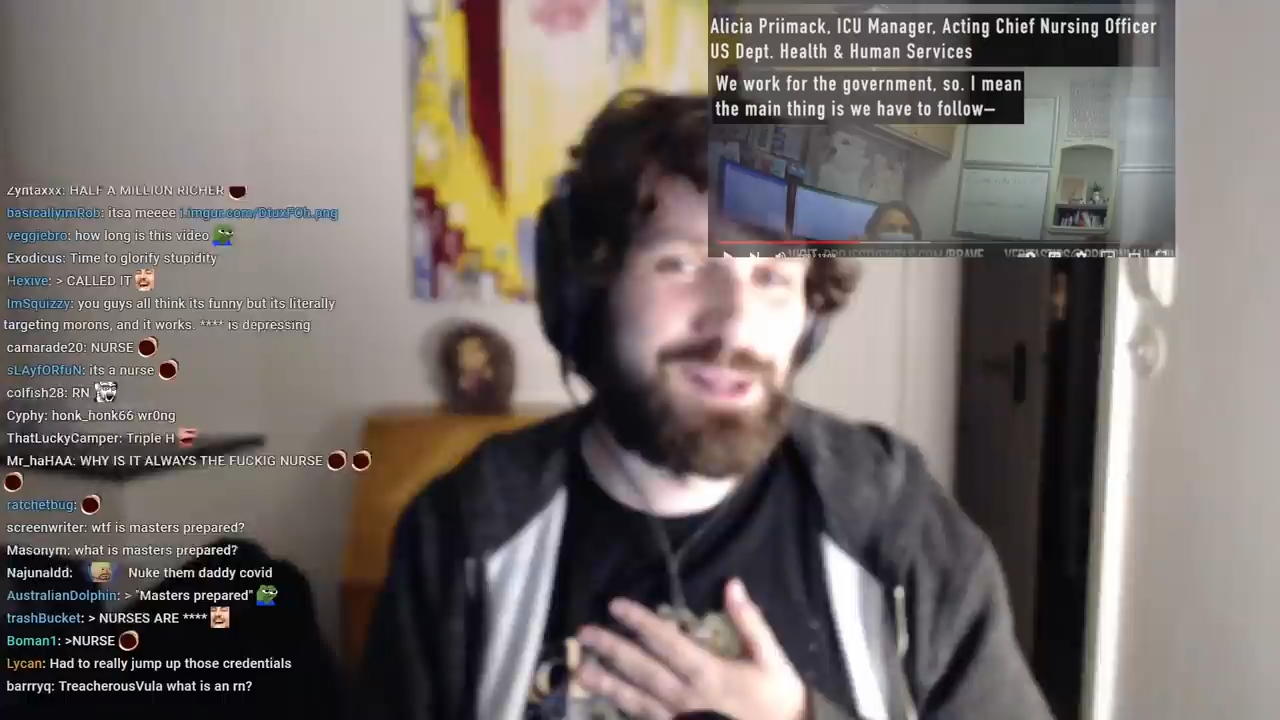 Alicia Priimack, ICU Manager, Acting Chief Nursing Officer
US Dept. Health & Human Services
We work for the government, so. I mean
the main thing is we have to follow—
Zyntaxxx: HALF A MILLION RICHER
basicallyimRob: itsa meeee i.imgur.com/DtuxFOh.png
veggiebro: how long is this video
Exodicus: Time to glorify stupidity
Hexive: > CALLED IT
ImSquizzy: you guys all think its funny but its literally
targeting morons, and it works. **** is depressing
camarade20: NURSE
sLAyfORfuN: its a nurse
colfish28: RN
Cyphy: honk_honk66 wr0ng
ThatLuckyCamper: Triple H
Mr_haHAA: WHY IS IT ALWAYS THE FUCKIG NURSE
ratchetbug:
screenwriter: wtf is masters prepared?
Masonym: what is masters prepared?
Najunaldd: Nuke them daddy covid
AustralianDolphin: > "Masters prepared"
trashBucket: > NURSES ARE ****
Boman1: >NURSE
Lycan: Had to really jump up those credentials
barrryq: TreacherousVula what is an rn?